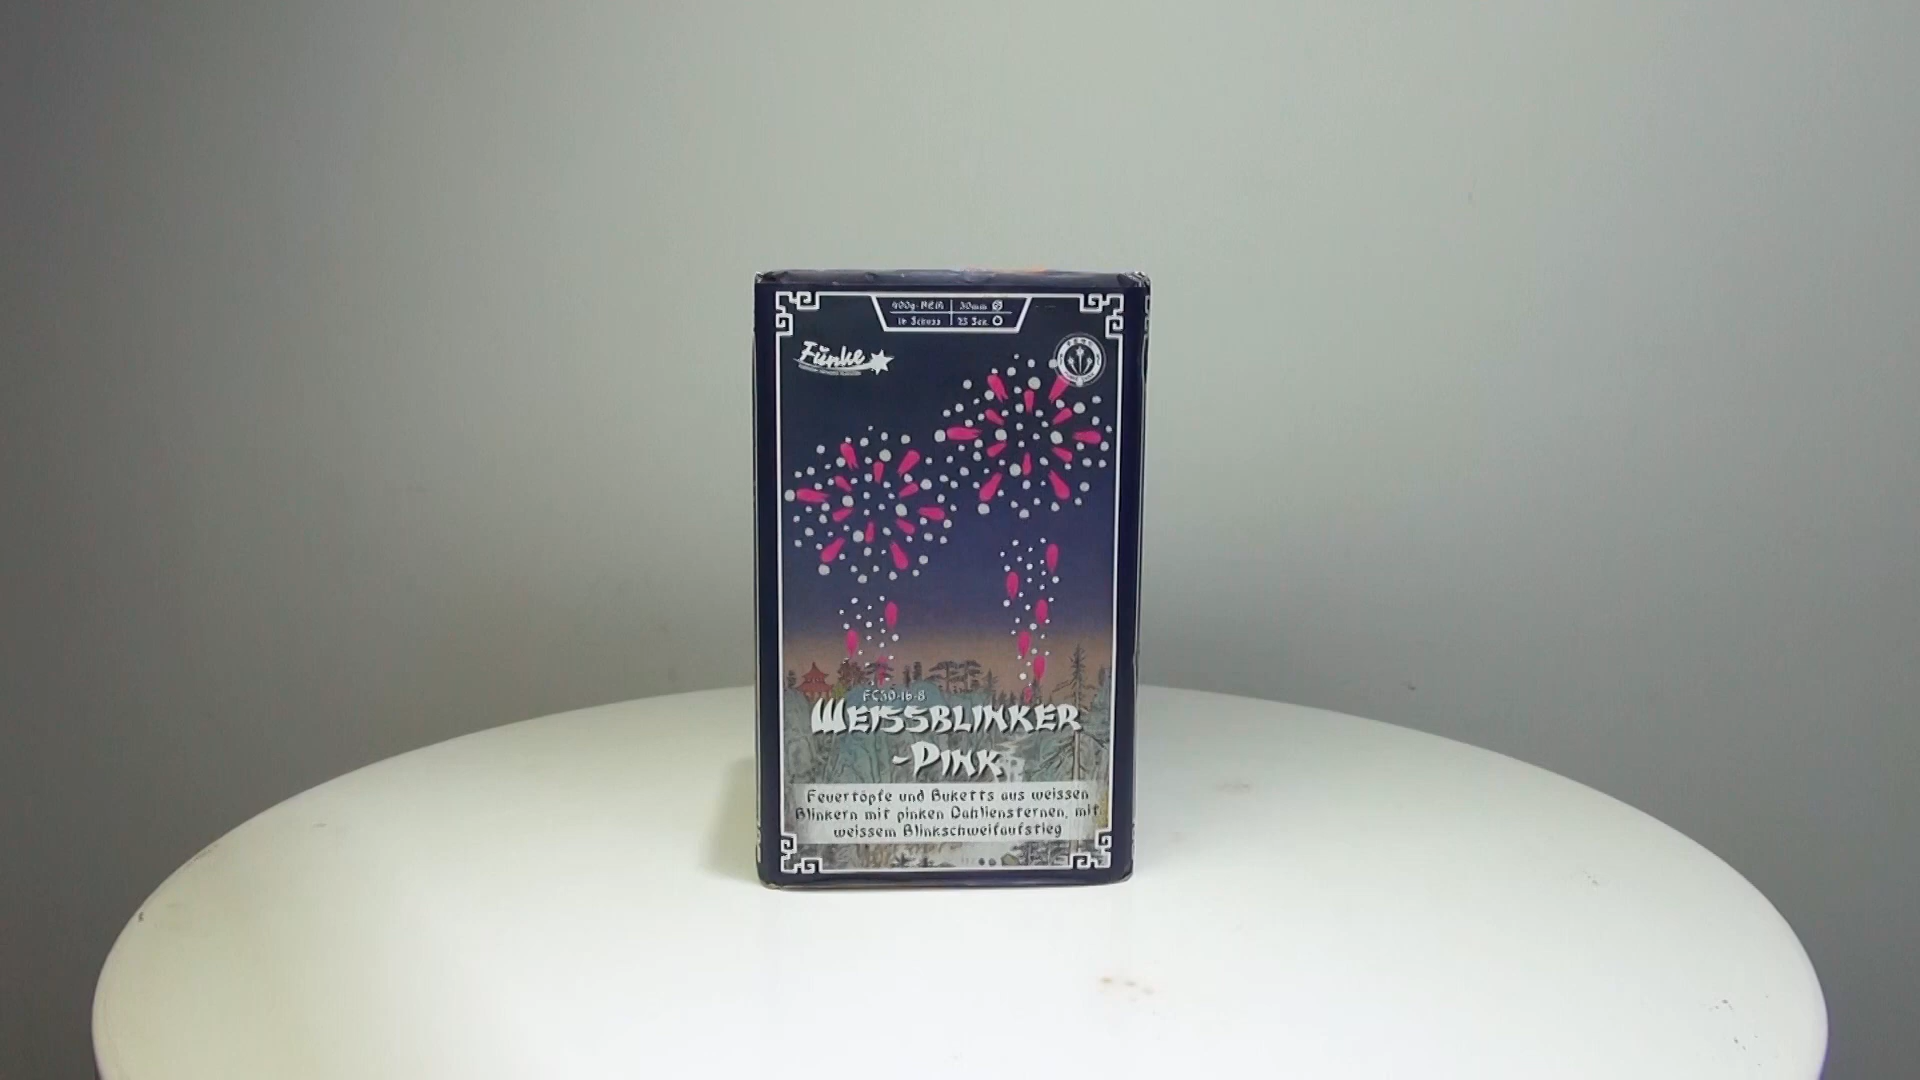 400g-NEM 30mm
16 Schuss 25 Sek.
Funke
FC30-16-8
WEISSBLINKER
-PINK
Feuertöpfe und Buketts aus weissen
Blinkern mit pinken Dahliensternen, mit
weissem Blinkschweifaufstieg